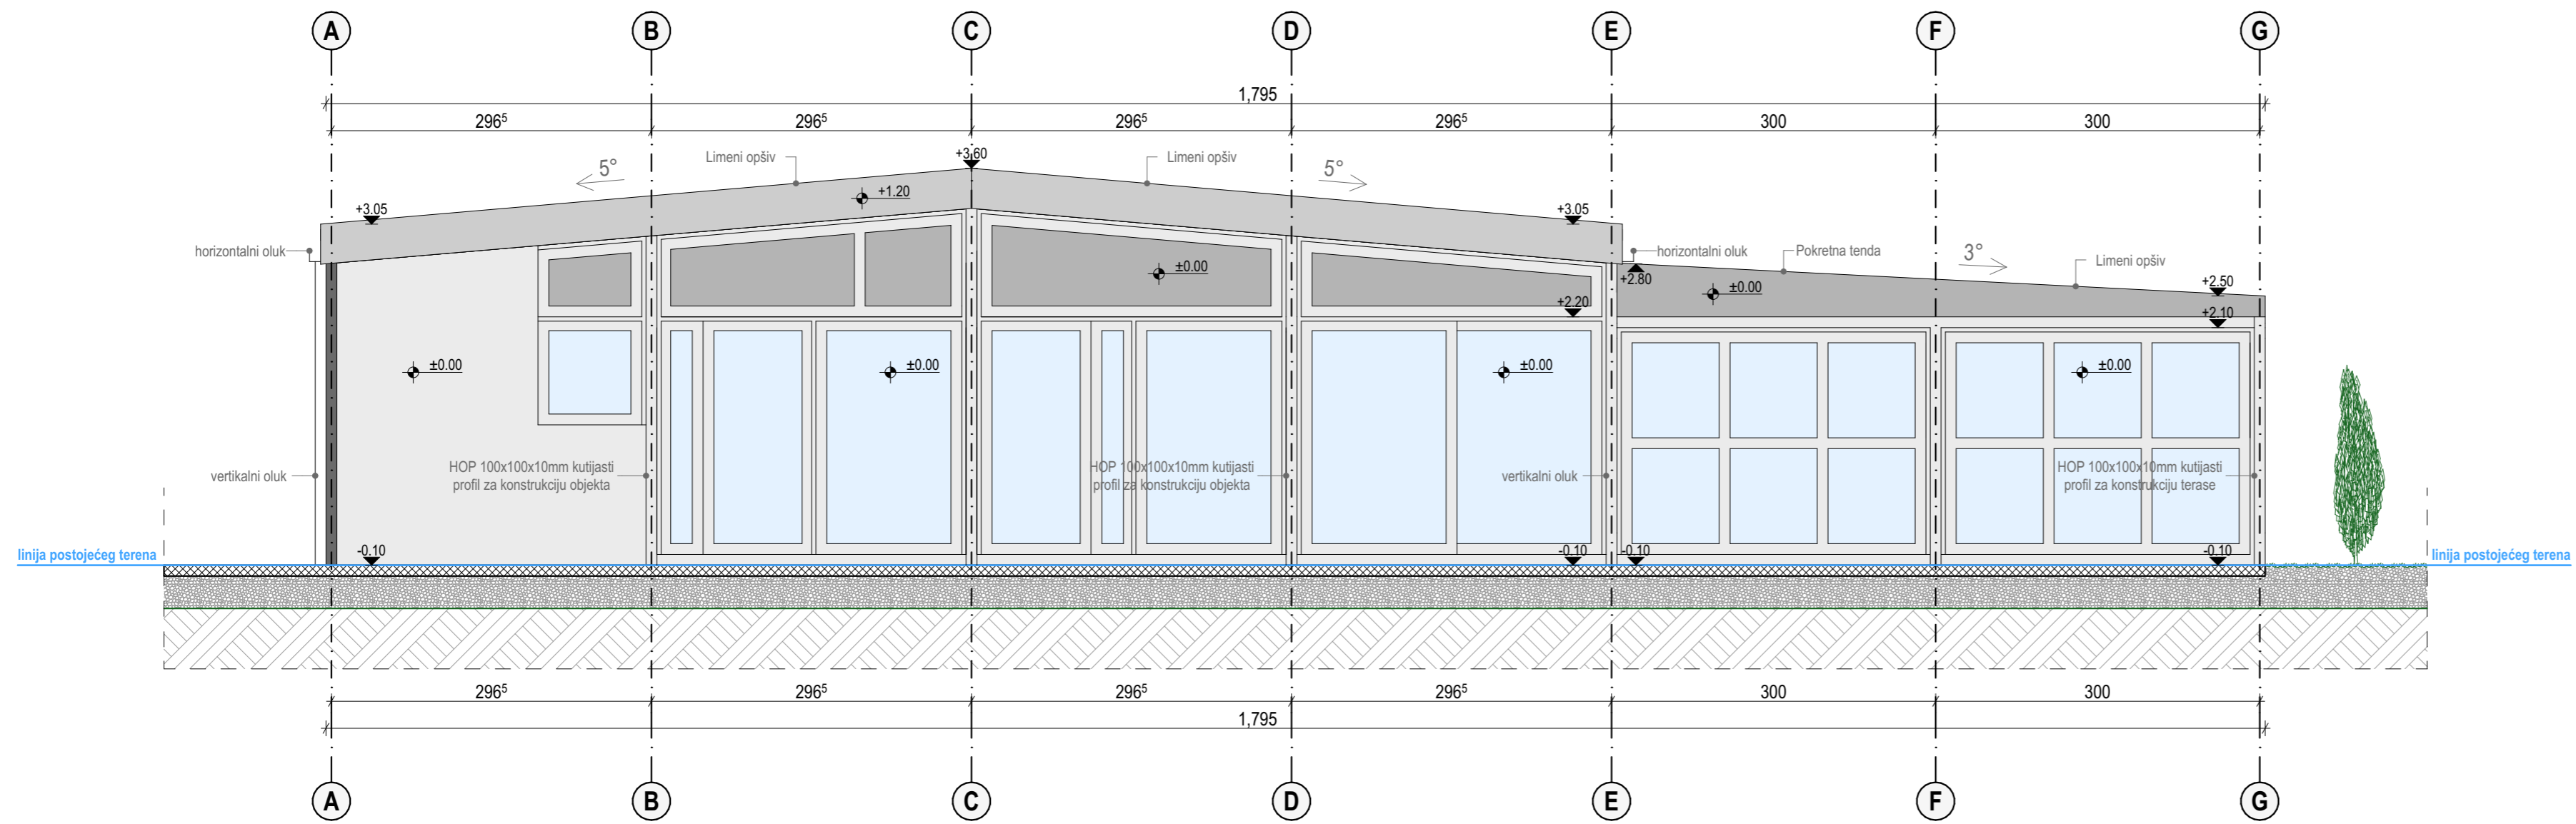 A B C D E F G
1,795
296⁵ 296⁵ 296⁵ 296⁵ 300 300
Limeni opšiv +3.60 Limeni opšiv
5° 5°
+1.20
+3.05 +3.05
horizontalni oluk horizontalni oluk Pokretna tenda 3° Limeni opšiv
±0.00 +2.80 ±0.00 +2.50
+2.20 +2.10
±0.00 ±0.00 ±0.00 ±0.00
vertikalni oluk
HOP 100x100x10mm kutijasti
profil za konstrukciju objekta
HOP 100x100x10mm kutijasti
profil za konstrukciju objekta
vertikalni oluk
HOP 100x100x10mm kutijasti
profil za konstrukciju terase
linija postojećeg terena -0.10 -0.10 -0.10 -0.10 linija postojećeg terena
296⁵ 296⁵ 296⁵ 296⁵ 300 300
1,795
A B C D E F G